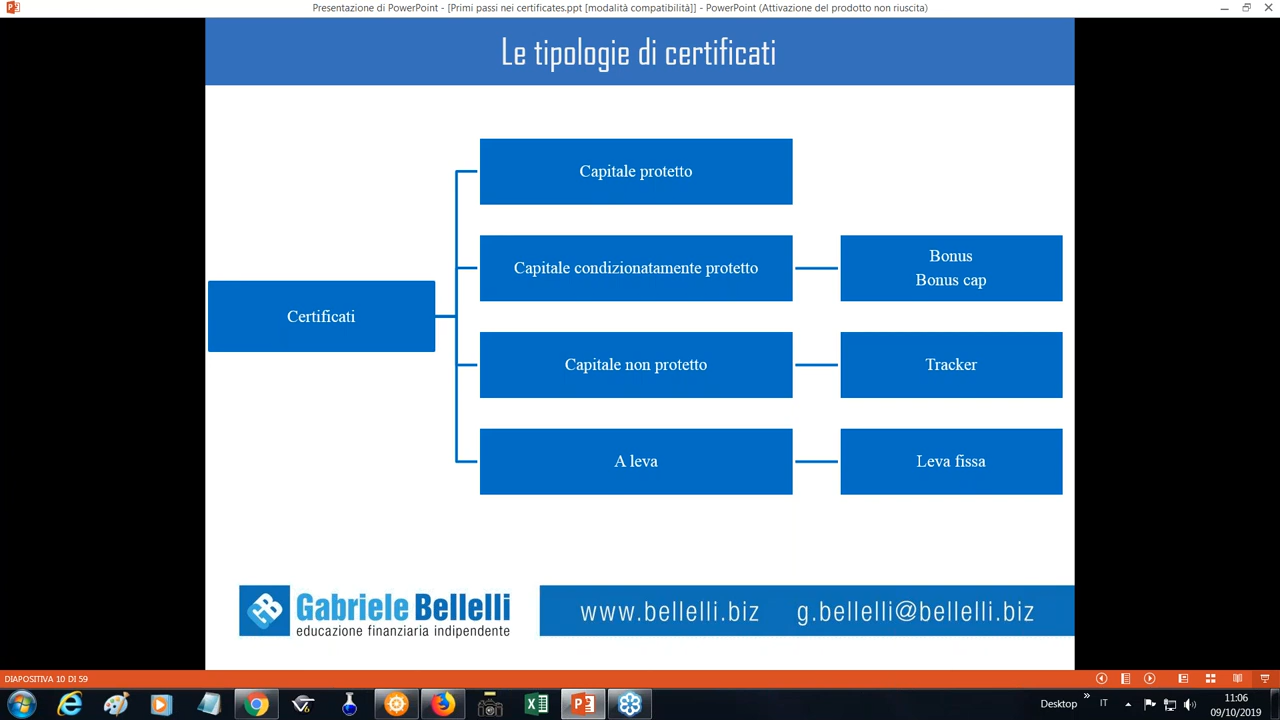 Presentazione di PowerPoint - [Primi passi nei certificates.ppt [modalità compatibilità]] - PowerPoint (Attivazione del prodotto non riuscita)
Le tipologie di certificati
Capitale protetto
Capitale condizionatamente protetto
Bonus
Bonus cap
Certificati
Capitale non protetto
Tracker
A leva
Leva fissa
Gabriele Bellelli
educazione finanziaria indipendente
www.bellelli.biz g.bellelli@bellelli.biz
DIAPOSITIVA 10 DI 59
Desktop
IT
11:06
09/10/2019